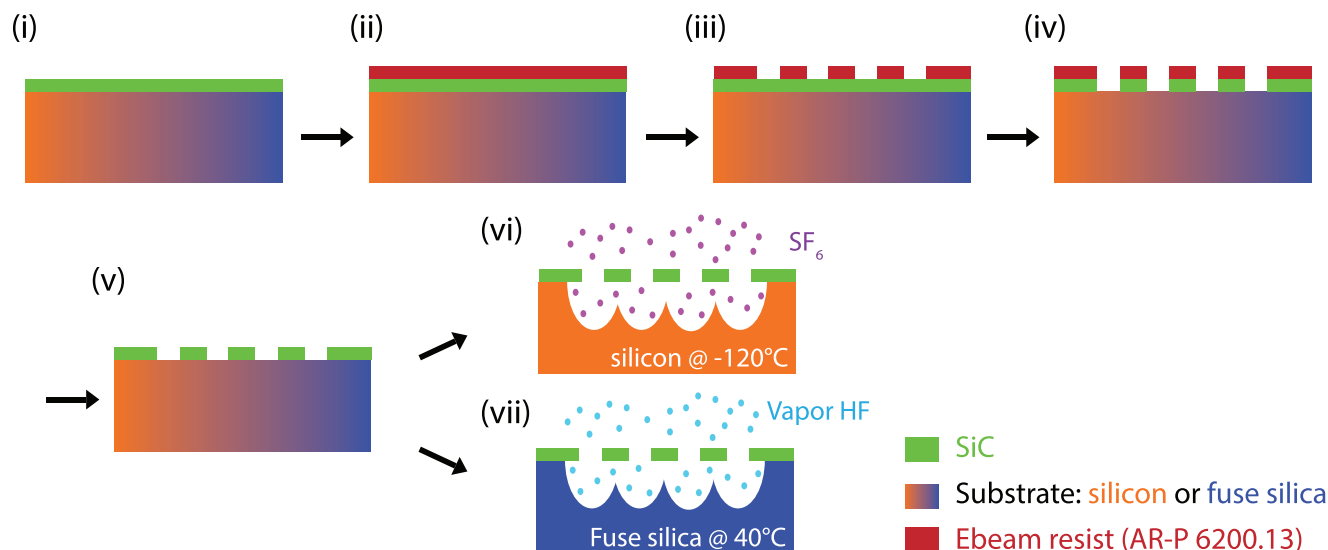 (i)
(ii)
(iii)
(iv)
(v)
(vi)
SF₆
silicon @ -120°C
(vii)
Vapor HF
Fuse silica @ 40°C
SiC
Substrate: silicon or fuse silica
Ebeam resist (AR-P 6200.13)